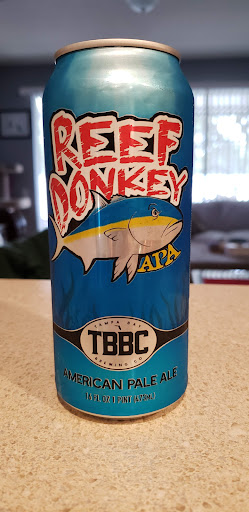 REEF
DONKEY
APA
TAMPA BAY
TBBC
BREWING CO.
AMERICAN PALE ALE
16 FL OZ 1 PINT (473mL)